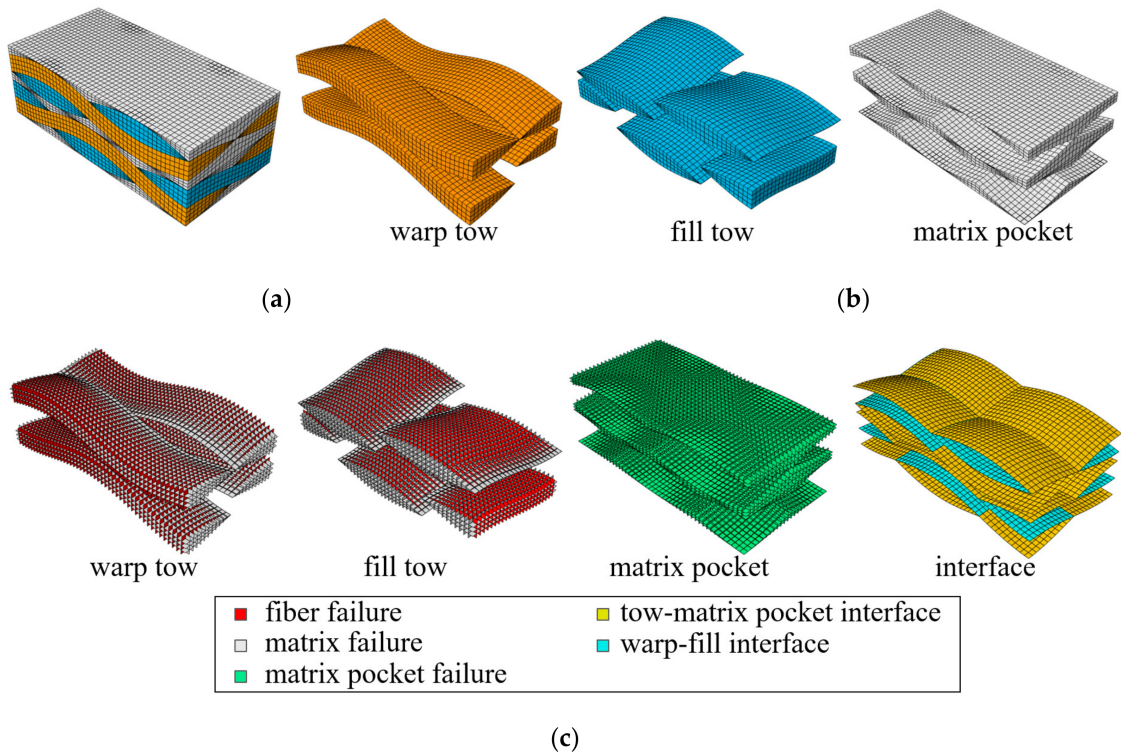 warp tow
fill tow
matrix pocket
(a)
(b)
warp tow
fill tow
matrix pocket
interface
fiber failure
tow-matrix pocket interface
matrix failure
warp-fill interface
matrix pocket failure
(c)